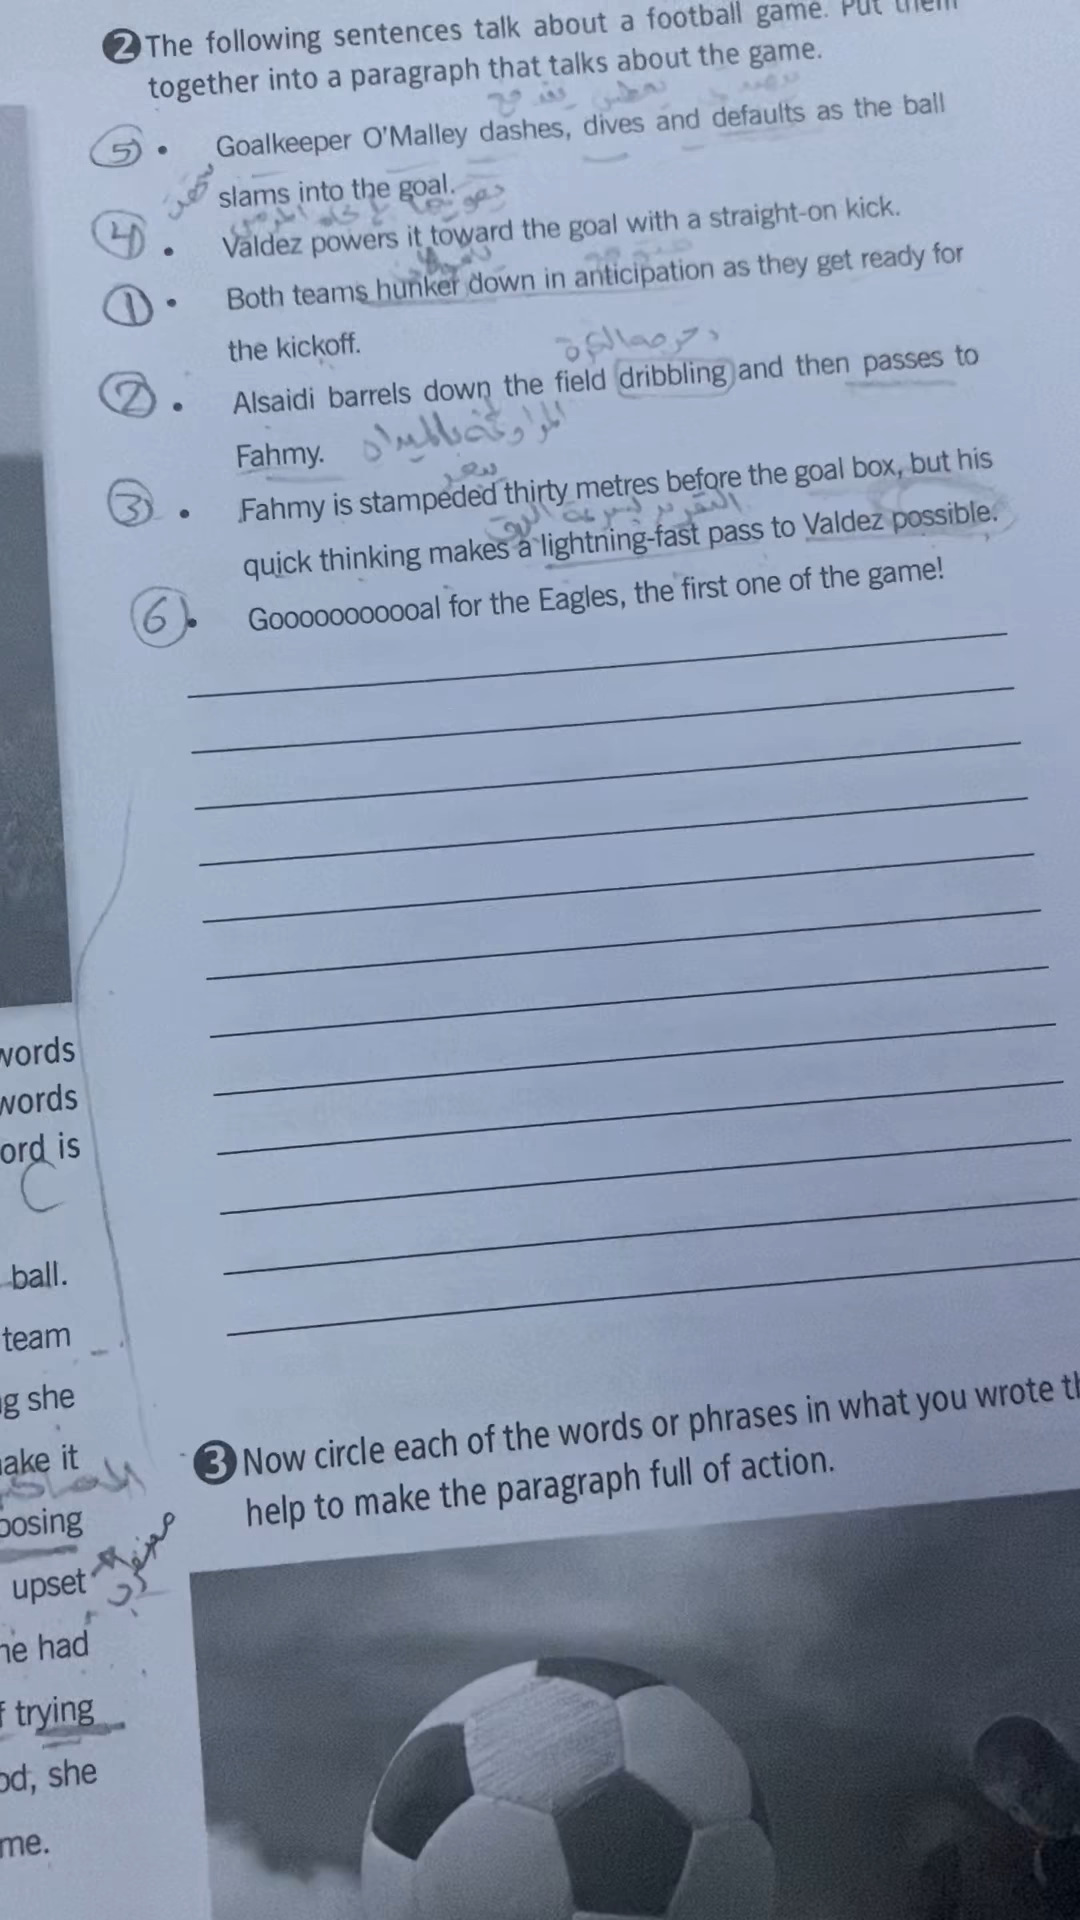 2 The following sentences talk about a football game. Put them
together into a paragraph that talks about the game.
5 • Goalkeeper O'Malley dashes, dives and defaults as the ball
slams into the goal.
4 • Valdez powers it toward the goal with a straight-on kick.
1 • Both teams hunker down in anticipation as they get ready for
the kickoff.
دحرجة الكرة
2 • Alsaidi barrels down the field dribbling and then passes to
Fahmy.
3 • Fahmy is stampeded thirty metres before the goal box, but his
quick thinking makes a lightning-fast pass to Valdez possible.
6 • Gooooooooooal for the Eagles, the first one of the game!
words
words
ord is
ball.
team
g she
ake it
posing
upset
he had
f trying
od, she
me.
3 Now circle each of the words or phrases in what you wrote th
help to make the paragraph full of action.